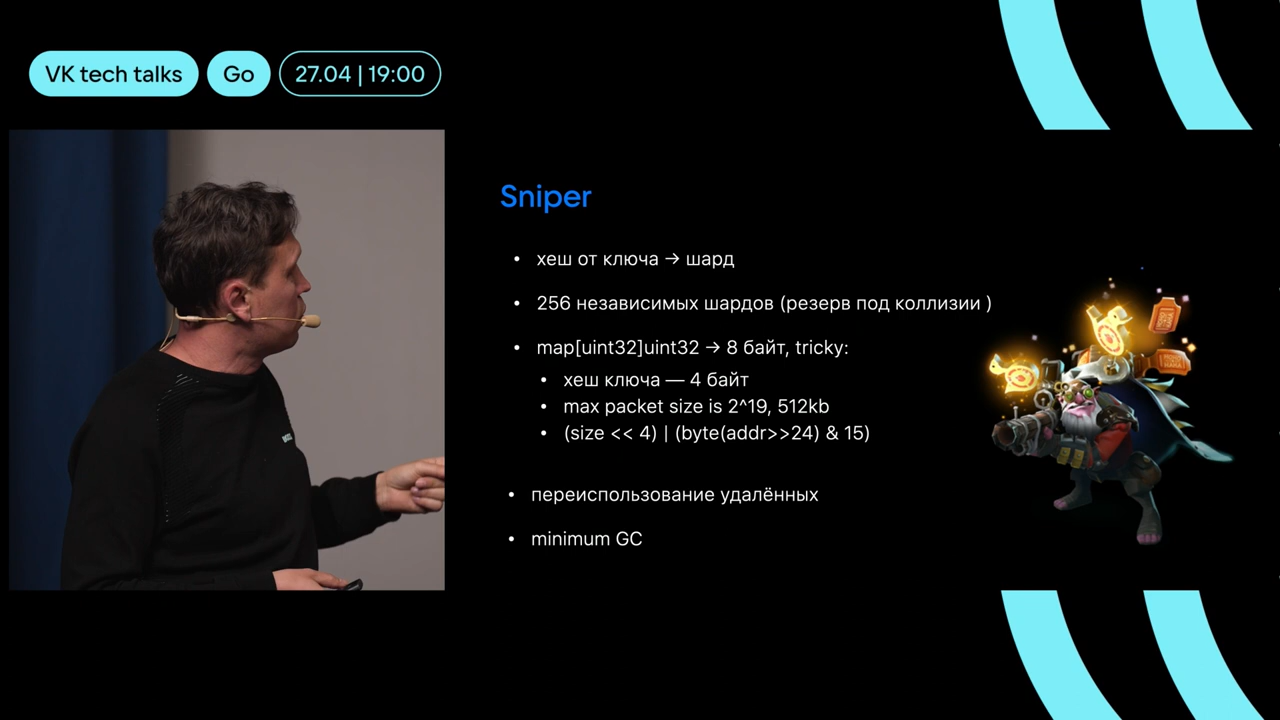 VK tech talks
Go
27.04 | 19:00
Sniper
• хеш от ключа → шард
• 256 независимых шардов (резерв под коллизии )
• map[uint32]uint32 → 8 байт, tricky:
• хеш ключа — 4 байт
• max packet size is 2^19, 512kb
• (size << 4) | (byte(addr>>24) & 15)
• переиспользование удалённых
• minimum GC